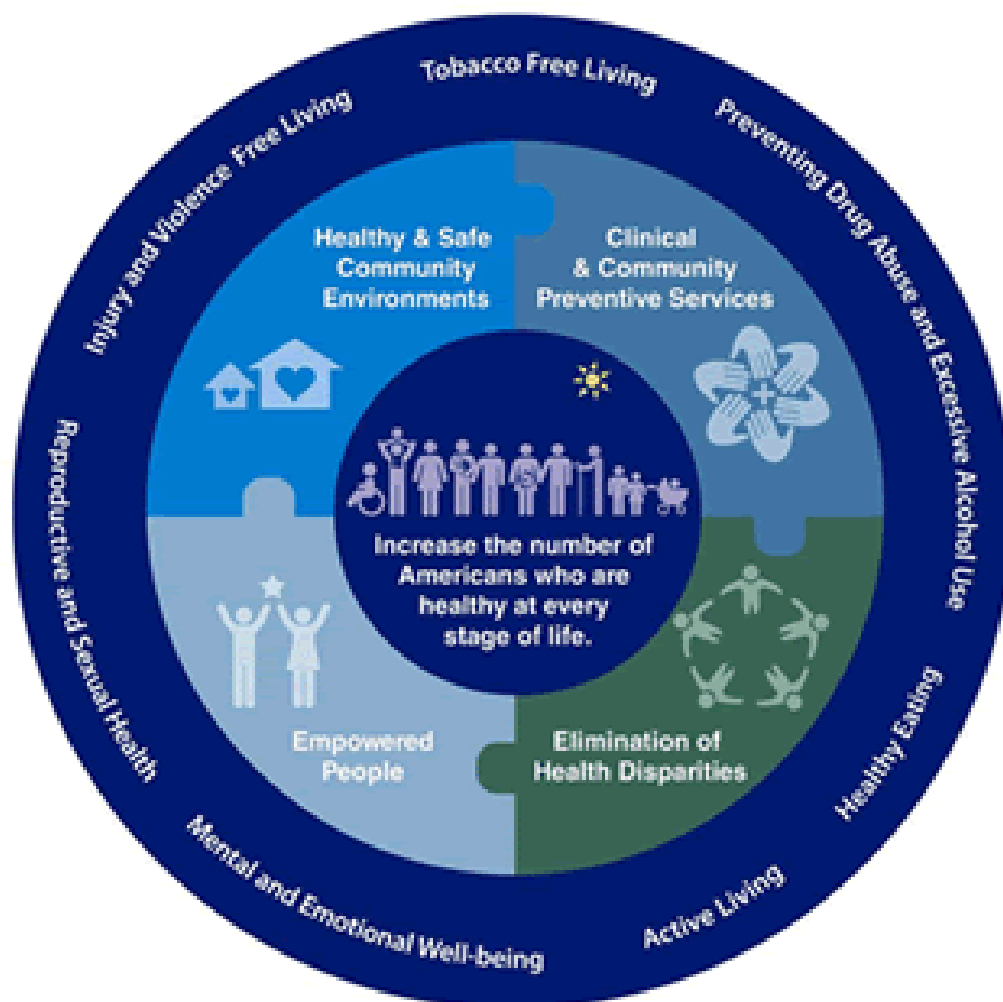 Tobacco Free Living
Preventing Drug Abuse and Excessive Alcohol Use
Healthy Eating
Active Living
Mental and Emotional Well-being
Reproductive and Sexual Health
Injury and Violence Free Living
Healthy & Safe
Community
Environments
Clinical
& Community
Preventive Services
Increase the number of
Americans who are
healthy at every
stage of life.
Empowered
People
Elimination of
Health Disparities